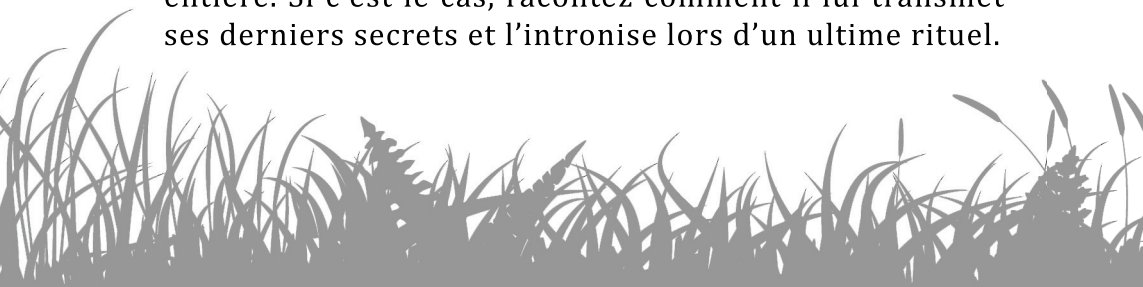 entière. Si c'est le cas, racontez comment il lui transmet
ses derniers secrets et l’intronise lors d’un ultime rituel.